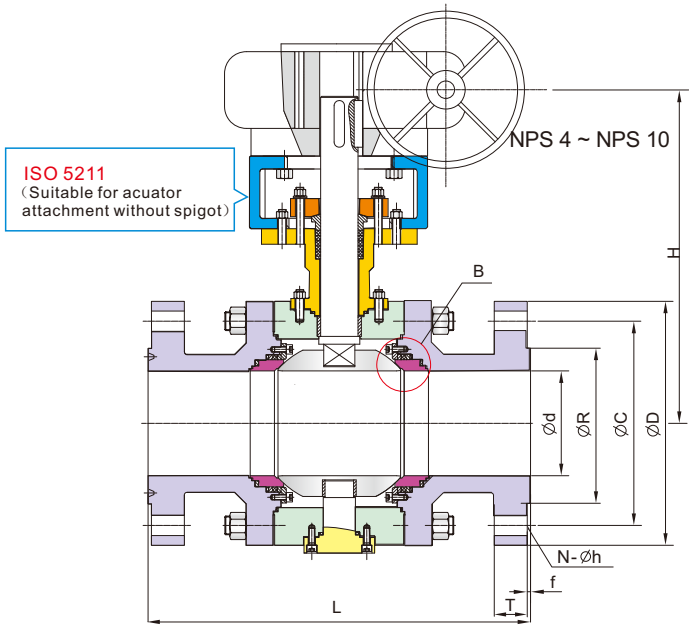 NPS 4 ~ NPS 10
ISO 5211
（Suitable for acuator
attachment without spigot）
H
B
Ød
ØR
ØC
ØD
N-Øh
f
T
L